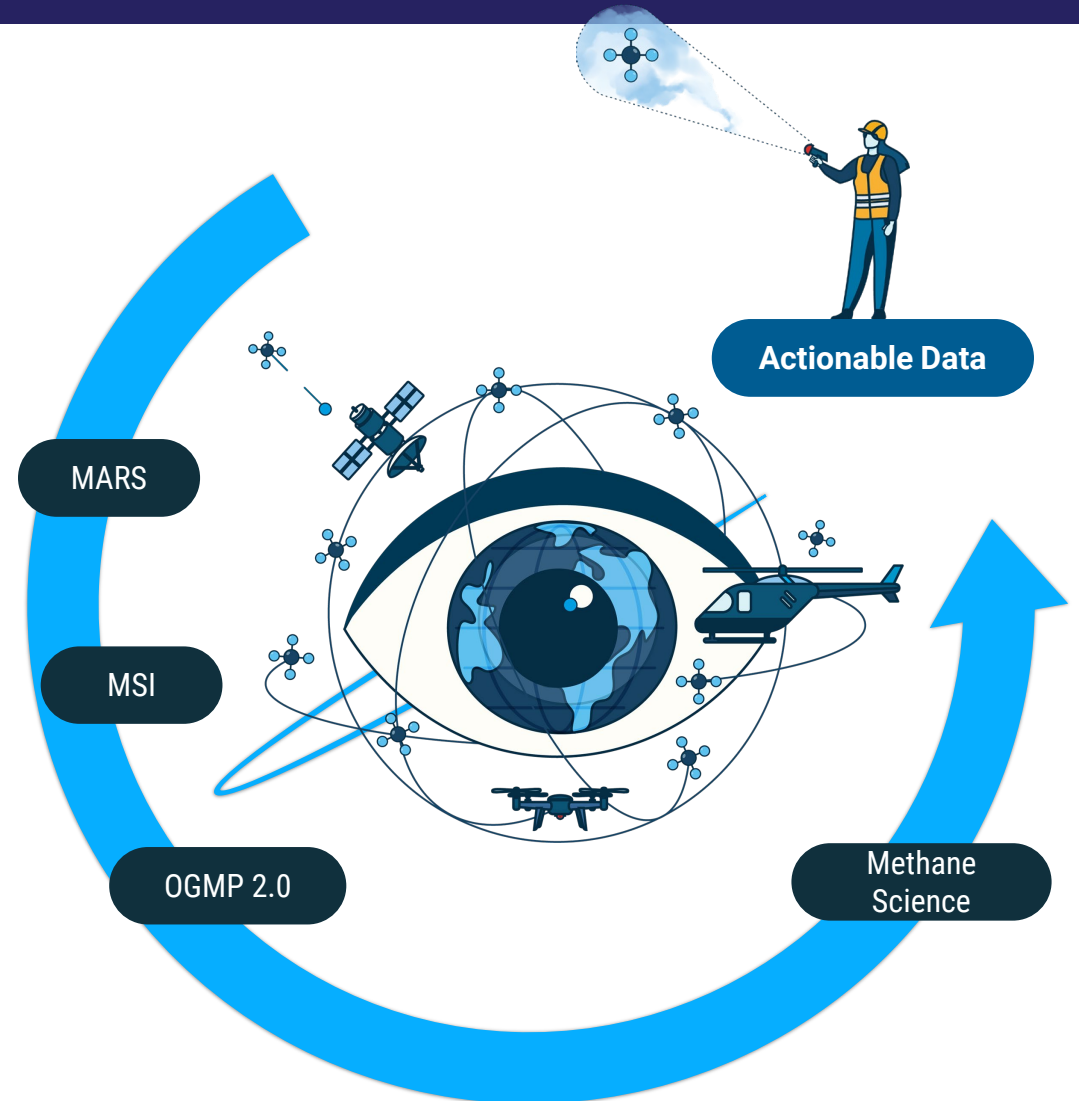 Actionable Data
MARS
MSI
OGMP 2.0
Methane
Science